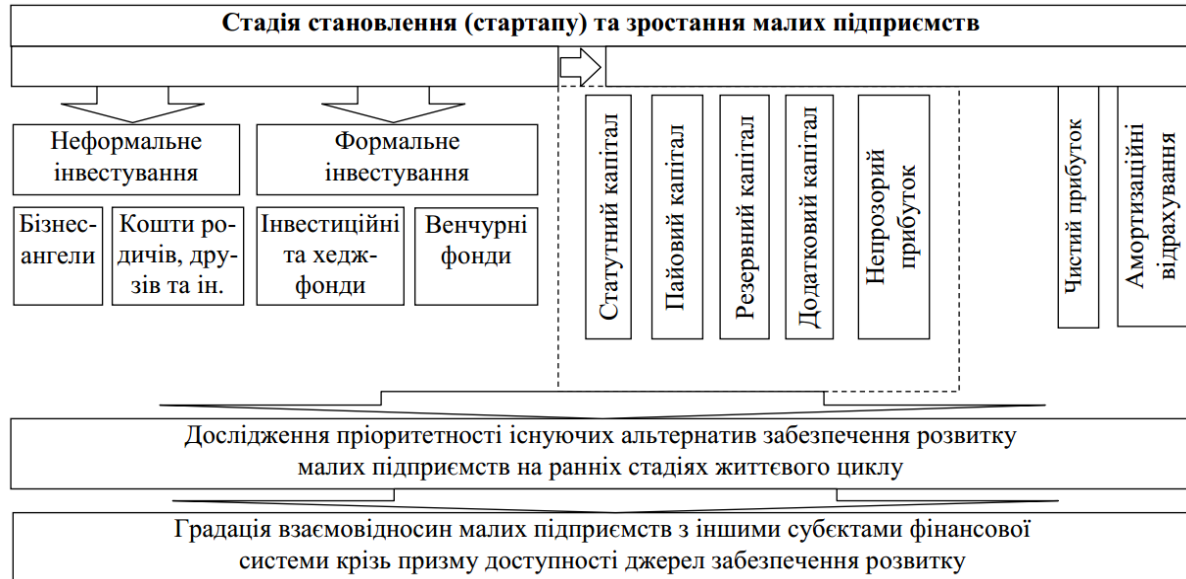 Стадія становлення (стартапу) та зростання малих підприємств
Неформальне
інвестування
Формальне
інвестування
Бізнес-
ангели
Кошти ро-
дичів, дру-
зів та ін.
Інвестиційні
та хедж-
фонди
Венчурні
фонди
Статутний капітал
Пайовий капітал
Резервний капітал
Додатковий капітал
Непрозорий
прибуток
Чистий прибуток
Амортизаційні
відрахування
Дослідження пріоритетності існуючих альтернатив забезпечення розвитку
малих підприємств на ранніх стадіях життєвого циклу
Градація взаємовідносин малих підприємств з іншими субєктами фінансової
системи крізь призму доступності джерел забезпечення розвитку